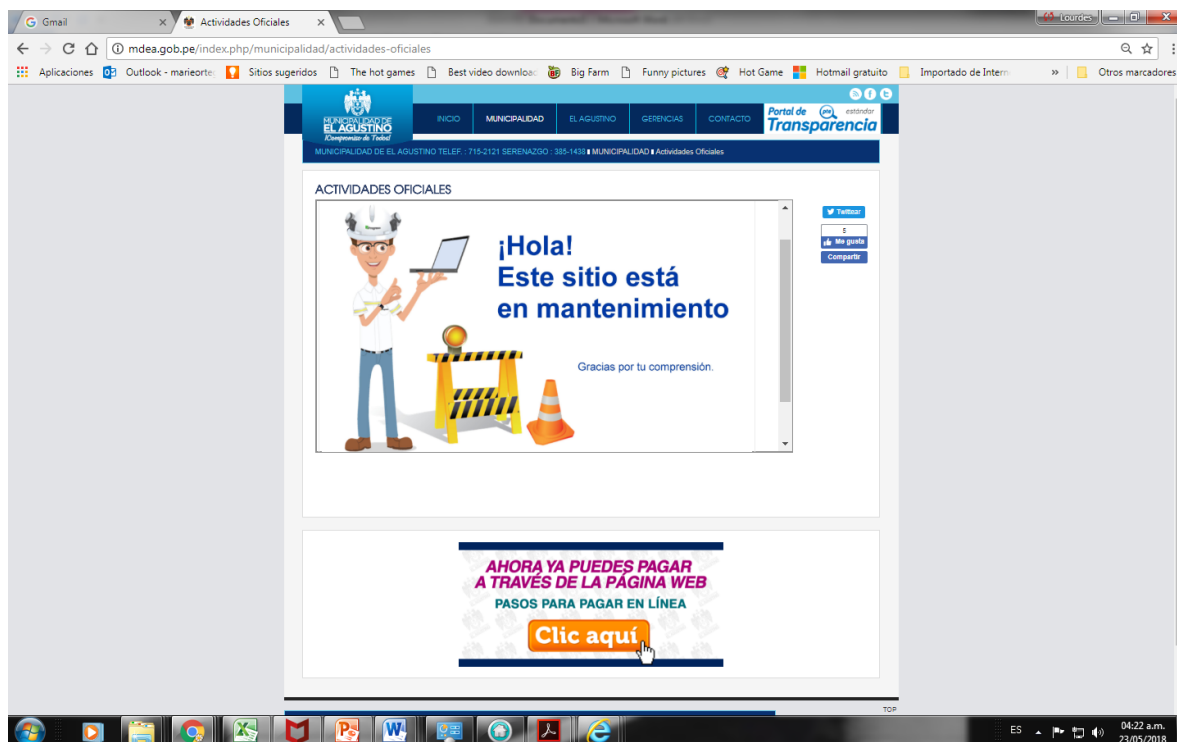 Gmail
Actividades Oficiales
Lourdes
mdea.gob.pe/index.php/municipalidad/actividades-oficiales
Aplicaciones
Outlook - marieorte
Sitios sugeridos
The hot games
Best video downloac
Big Farm
Funny pictures
Hot Game
Hotmail gratuito
Importado de Intern
»
Otros marcadores
MUNICIPALIDAD DE
EL AGUSTINO
¡Compromiso de Todos!
INICIO
MUNICIPALIDAD
EL AGUSTINO
GERENCIAS
CONTACTO
Portal de
estándar
Transparencia
MUNICIPALIDAD DE EL AGUSTINO TELEF. : 715-2121 SERENAZGO : 385-1438 MUNICIPALIDAD Actividades Oficiales
ACTIVIDADES OFICIALES
¡Hola!
Este sitio está
en mantenimiento
Gracias por tu comprensión.
Twittear
5
Me gusta
Compartir
AHORA YA PUEDES PAGAR
A TRAVÉS DE LA PÁGINA WEB
PASOS PARA PAGAR EN LÍNEA
Clic aquí
TOP
ES
04:22 a.m.
23/05/2018